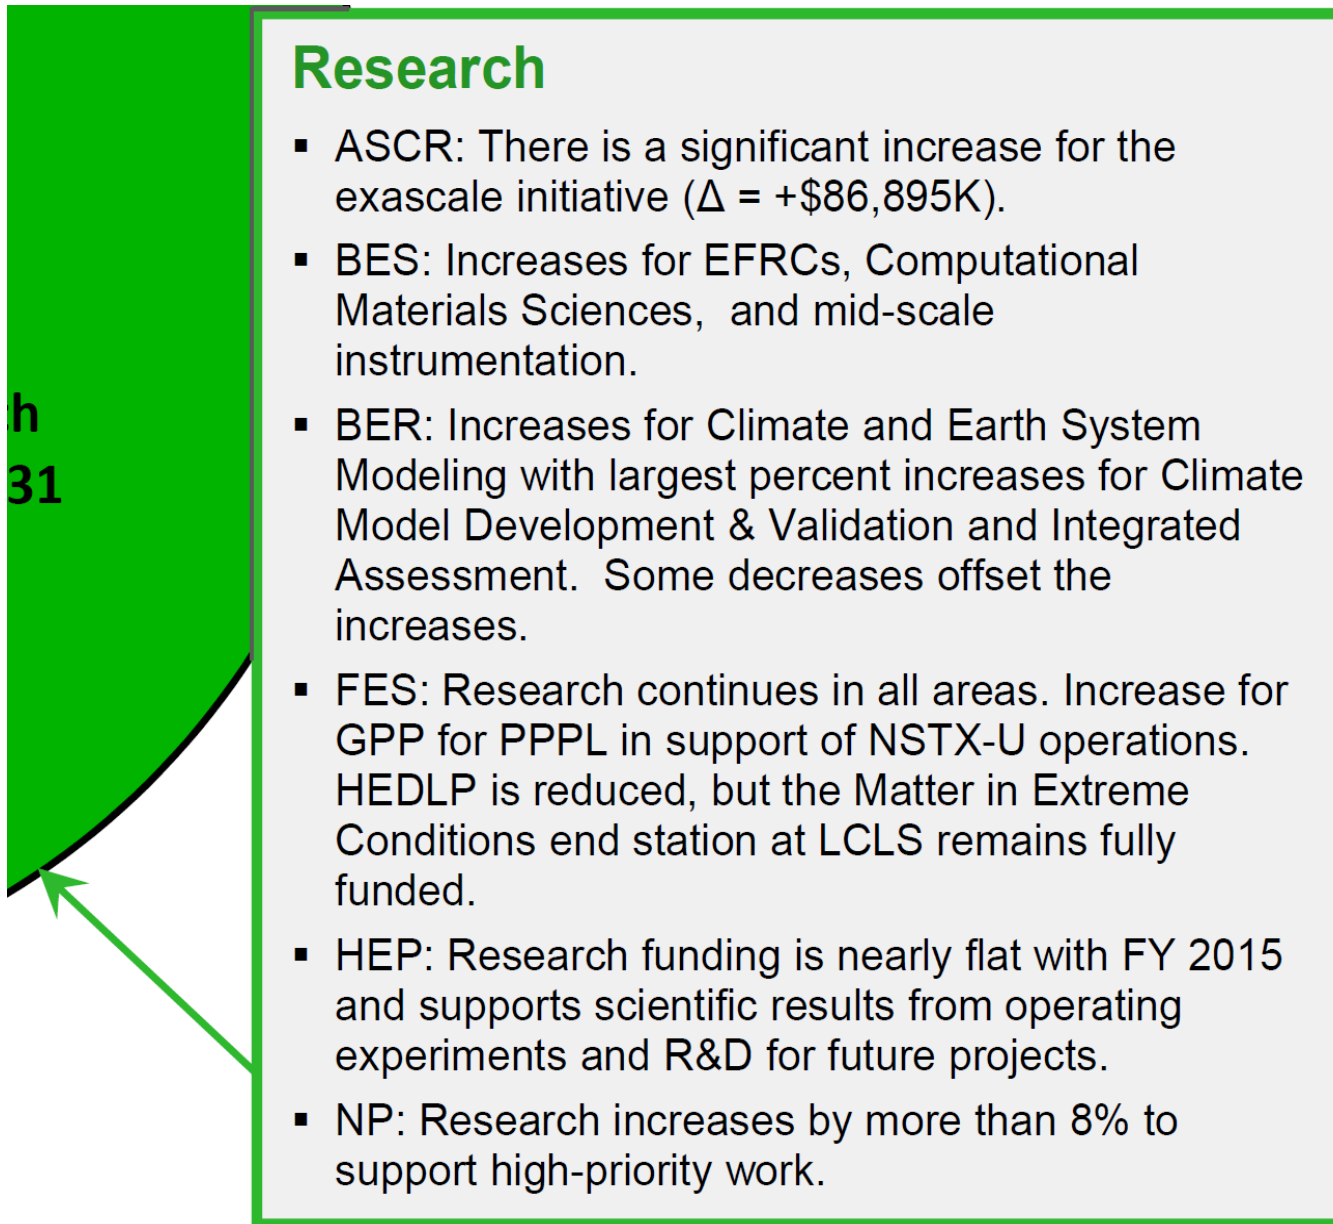 Research
▪ ASCR: There is a significant increase for the
exascale initiative (Δ = +$86,895K).
▪ BES: Increases for EFRCs, Computational
Materials Sciences,  and mid-scale
instrumentation.
▪ BER: Increases for Climate and Earth System
Modeling with largest percent increases for Climate
Model Development & Validation and Integrated
Assessment.  Some decreases offset the
increases.
▪ FES: Research continues in all areas. Increase for
GPP for PPPL in support of NSTX-U operations.
HEDLP is reduced, but the Matter in Extreme
Conditions end station at LCLS remains fully
funded.
▪ HEP: Research funding is nearly flat with FY 2015
and supports scientific results from operating
experiments and R&D for future projects.
▪ NP: Research increases by more than 8% to
support high-priority work.
h
31